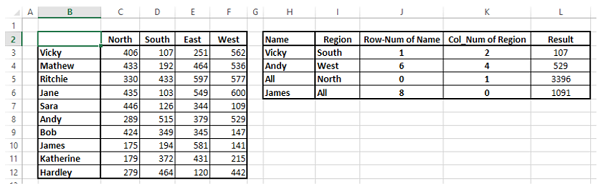 A B C D E F G H I J K L
1
2 North South East West Name Region Row-Num of Name Col_Num of Region Result
3 Vicky 406 107 251 562 Vicky South 1 2 107
4 Mathew 433 192 464 536 Andy West 6 4 529
5 Ritchie 330 433 597 577 All North 0 1 3396
6 Jane 435 103 549 600 James All 8 0 1091
7 Sara 446 126 344 109
8 Andy 289 515 379 529
9 Bob 424 349 345 147
10 James 175 194 581 141
11 Katherine 179 372 431 215
12 Hardley 279 464 120 442